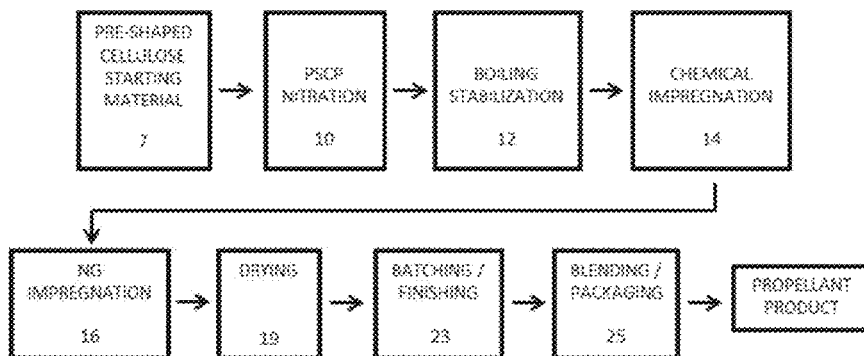 PRE-SHAPED
CELLULOSE
STARTING
MATERIAL
7
PSCP
NITRATION
10
BOILING
STABILIZATION
12
CHEMICAL
IMPREGNATION
14
NG
IMPREGNATION
16
DRYING
19
BATCHING /
FINISHING
23
BLENDING /
PACKAGING
25
PROPELLANT
PRODUCT